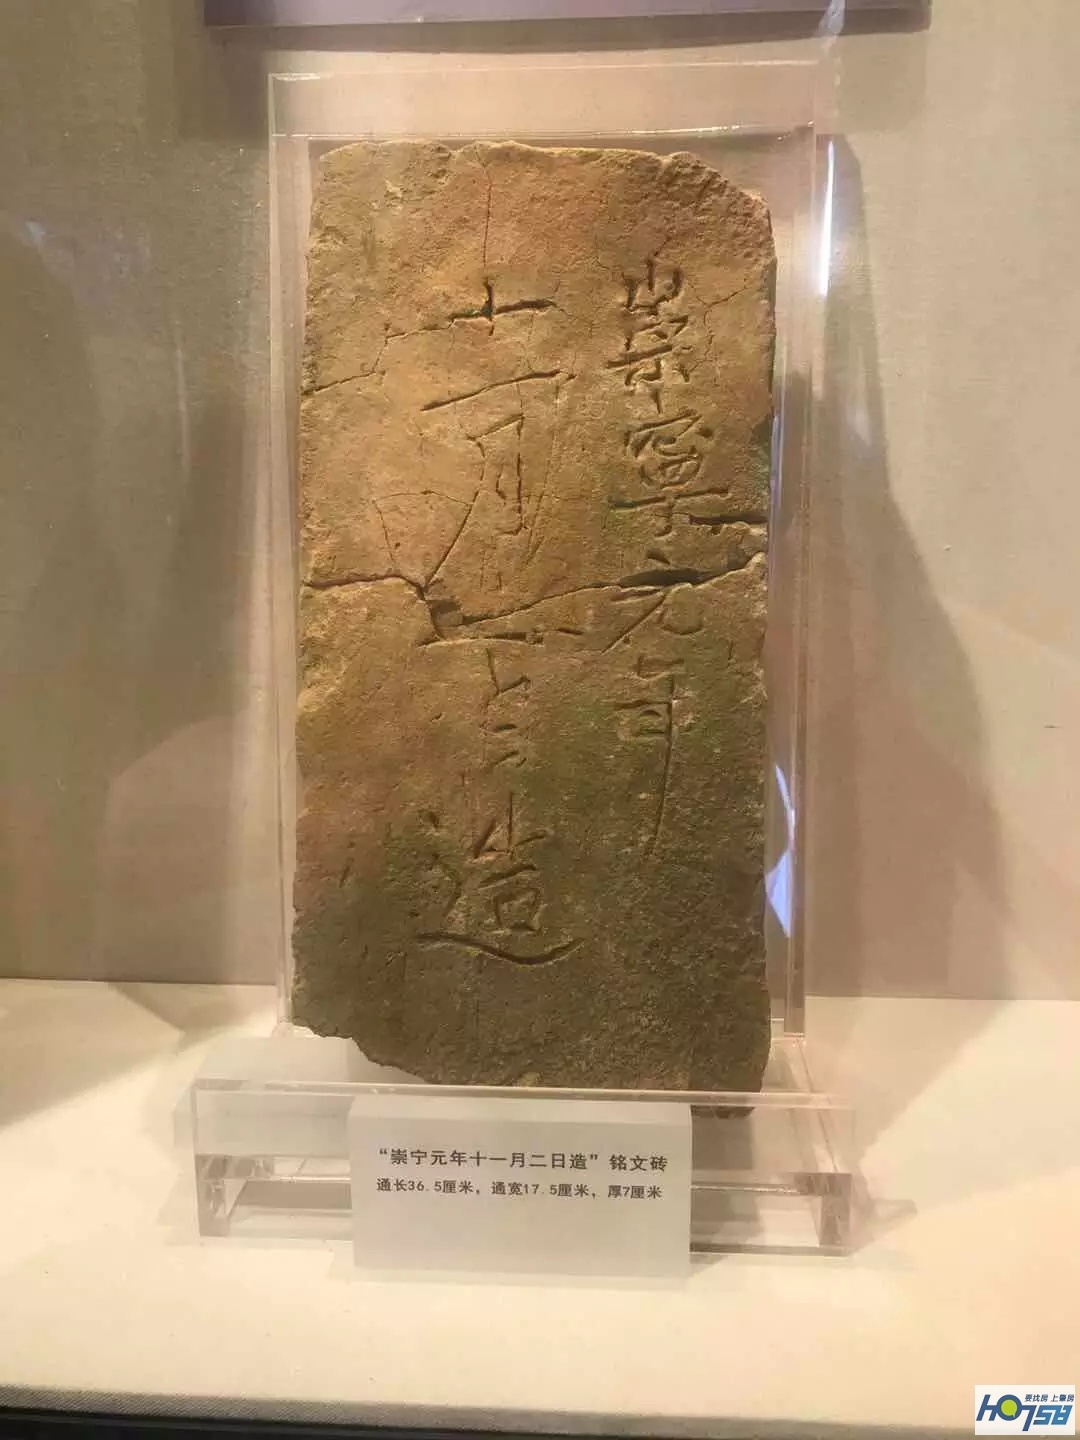 崇寧元年
十一月二日造
“崇宁元年十一月二日造”铭文砖
通长36.5厘米，通宽17.5厘米，厚7厘米
要找房 上肇房
HO758